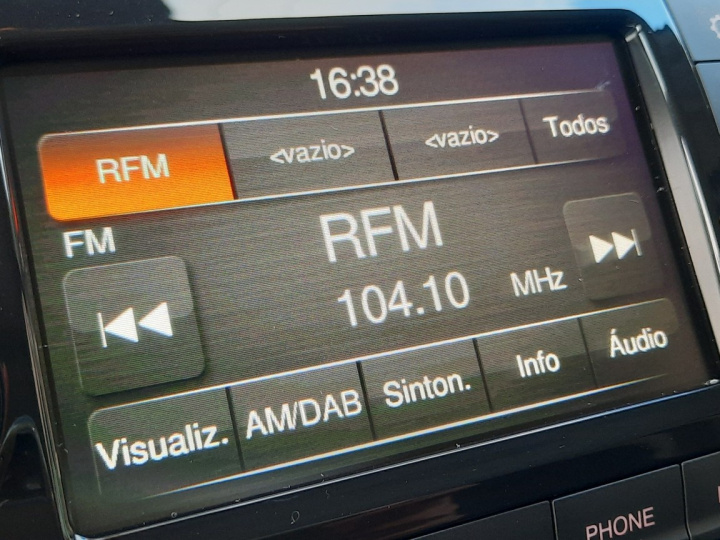 16:38
RFM <vazio> <vazio> Todos
FM
RFM
104.10 MHz
Visualiz. AM/DAB Sinton. Info Áudio
PHONE